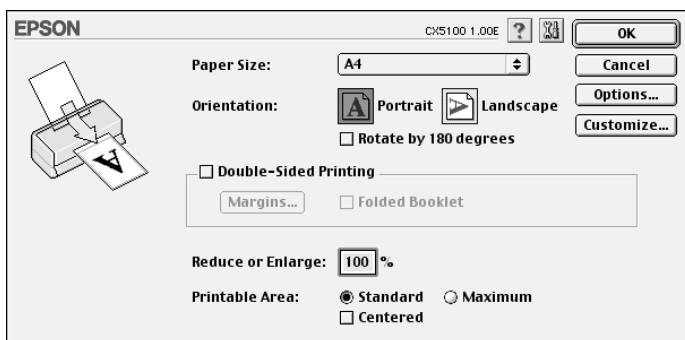 EPSON
CX5100 1.00E ? OK
Paper Size: A4 Cancel
Options...
Orientation: A Portrait A Landscape
Customize...
Rotate by 180 degrees
Double-Sided Printing
Margins... Folded Booklet
Reduce or Enlarge: 100 %
Printable Area: Standard Maximum
Centered
A